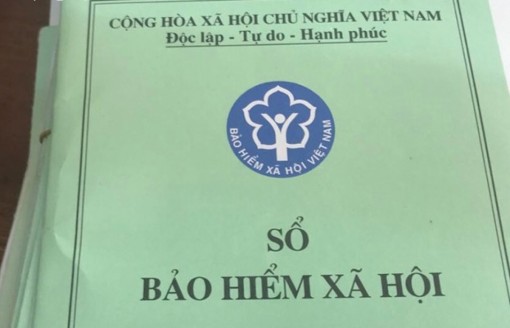 CỘNG HÒA XÃ HỘI CHỦ NGHĨA VIỆT NAM
Độc lập - Tự do - Hạnh phúc
BẢO HIỂM XÃ HỘI VIỆT NAM
SỔ
BẢO HIỂM XÃ HỘI